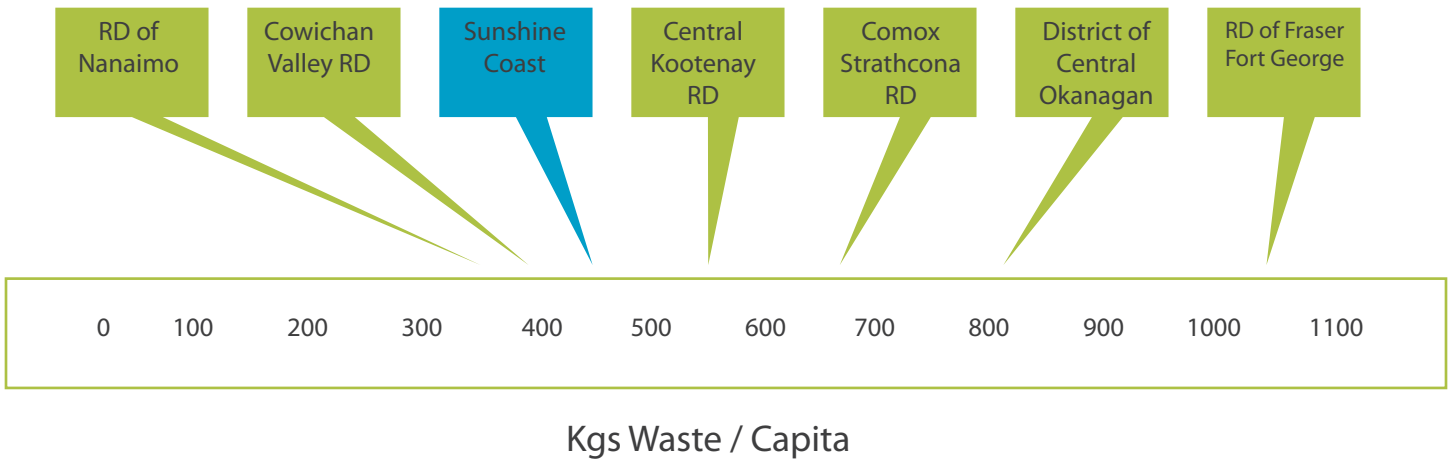 RD of
Nanaimo
Cowichan
Valley RD
Sunshine
Coast
Central
Kootenay
RD
Comox
Strathcona
RD
District of
Central
Okanagan
RD of Fraser
Fort George
0 100 200 300 400 500 600 700 800 900 1000 1100
Kgs Waste / Capita